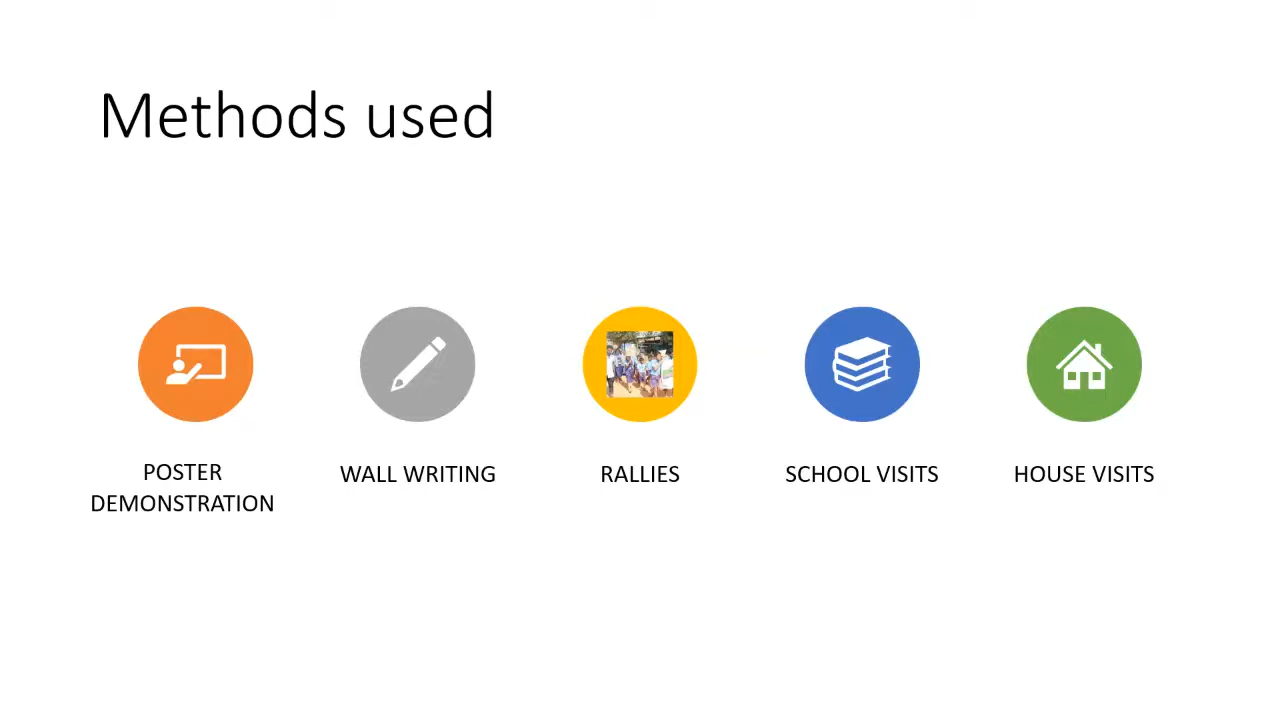 Methods used
POSTER
DEMONSTRATION
WALL WRITING
RALLIES
SCHOOL VISITS
HOUSE VISITS